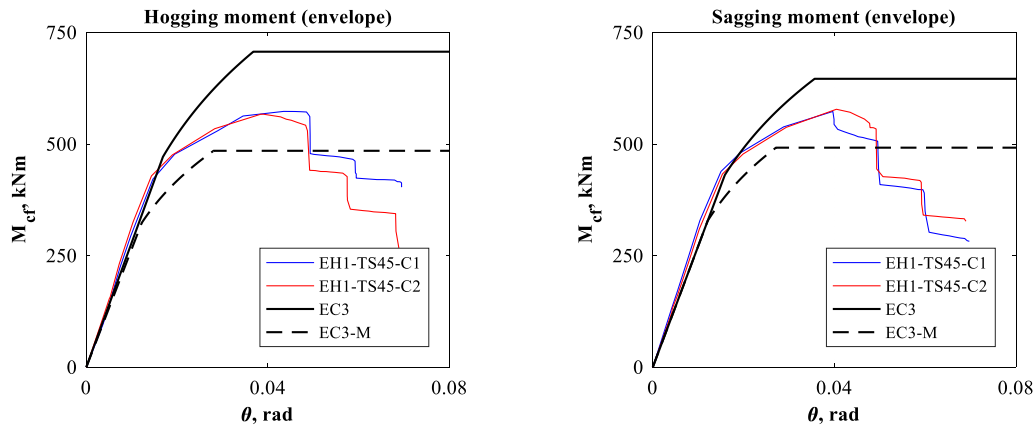 Hogging moment (envelope)
750
500
250
0
M_cf, kNm
EH1-TS45-C1
EH1-TS45-C2
EC3
EC3-M
0
0.04
0.08
θ, rad
Sagging moment (envelope)
750
500
250
0
M_cf, kNm
EH1-TS45-C1
EH1-TS45-C2
EC3
EC3-M
0
0.04
0.08
θ, rad